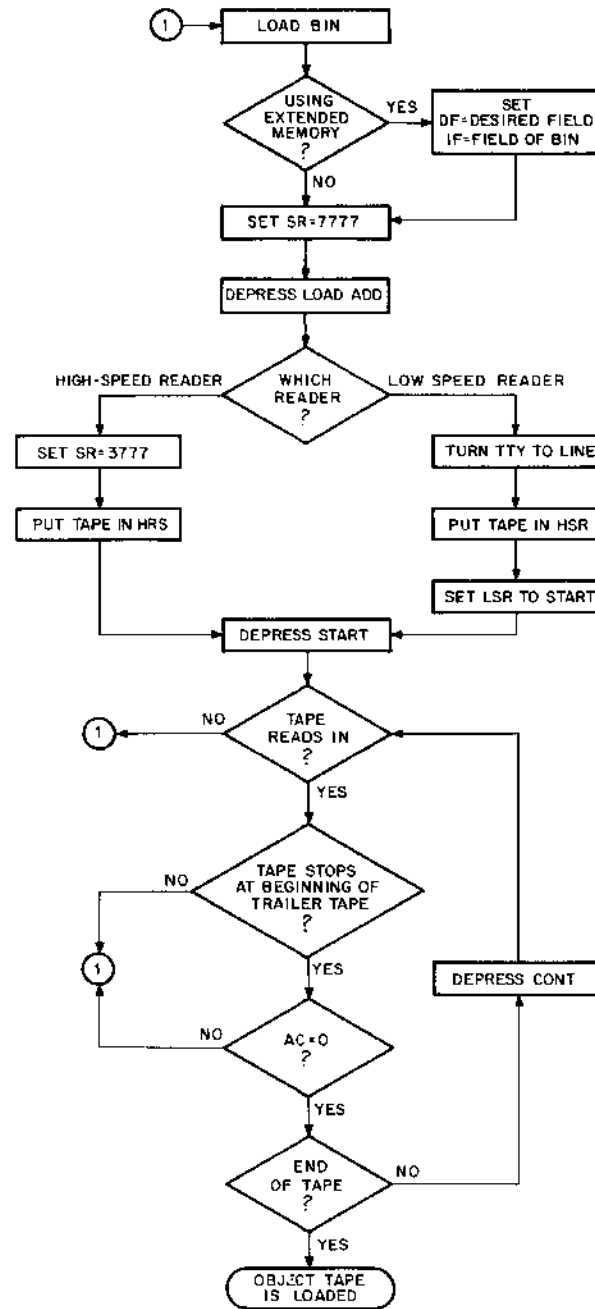 1
LOAD BIN
USING
EXTENDED
MEMORY
?
YES
SET
DF=DESIRED FIELD
IF=FIELD OF BIN
NO
SET SR=7777
DEPRESS LOAD ADD
HIGH-SPEED READER
WHICH
READER
?
LOW SPEED READER
SET SR=3777
TURN TTY TO LINE
PUT TAPE IN HRS
PUT TAPE IN HSR
SET LSR TO START
DEPRESS START
1
NO
TAPE
READS IN
?
YES
NO
TAPE STOPS
AT BEGINNING OF
TRAILER TAPE
?
1
YES
DEPRESS CONT
NO
AC=0
?
YES
END
OF TAPE
?
NO
YES
OBJECT TAPE
IS LOADED